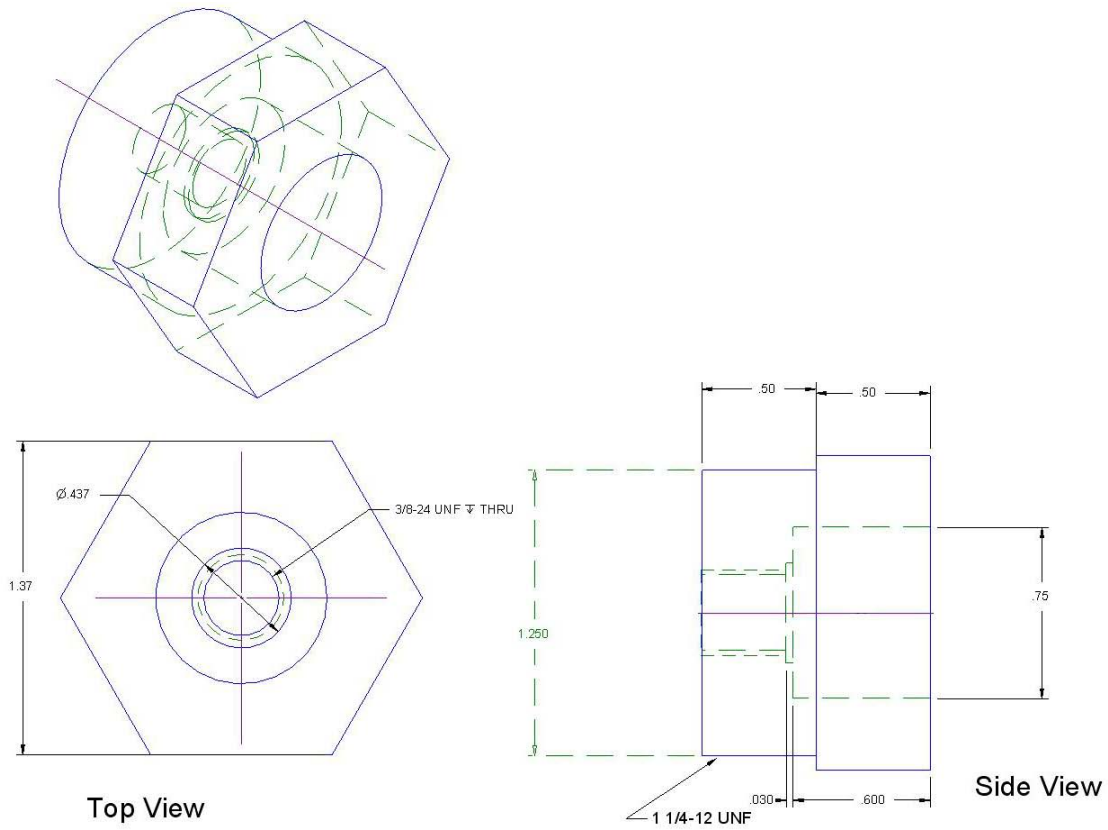 .50
.50
Ø.437
3/8-24 UNF ↧ THRU
1.37
.75
1.250
.030
.600
Side View
Top View
1 1/4-12 UNF